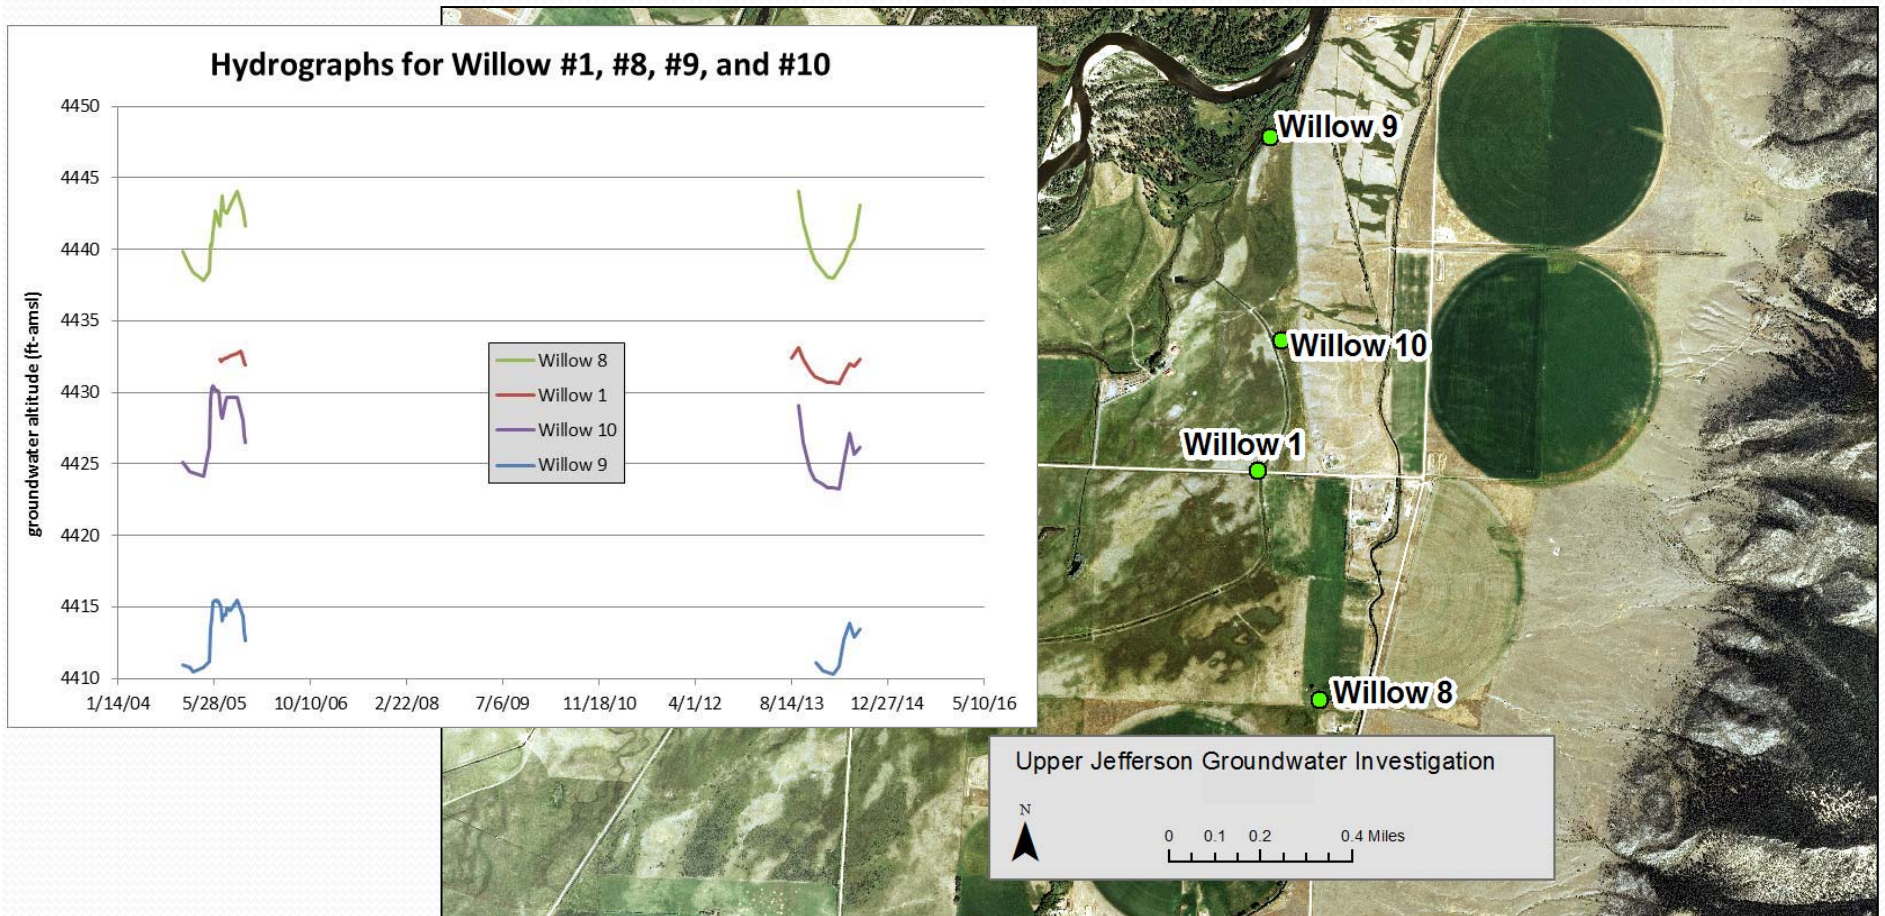 Hydrographs for Willow #1, #8, #9, and #10
groundwater altitude (ft-amsl)
4450
4445
4440
4435
4430
4425
4420
4415
4410
1/14/04 5/28/05 10/10/06 2/22/08 7/6/09 11/18/10 4/1/12 8/14/13 12/27/14 5/10/16
Willow 8
Willow 1
Willow 10
Willow 9
Willow 9
Willow 10
Willow 1
Willow 8
Upper Jefferson Groundwater Investigation
N
0 0.1 0.2 0.4 Miles